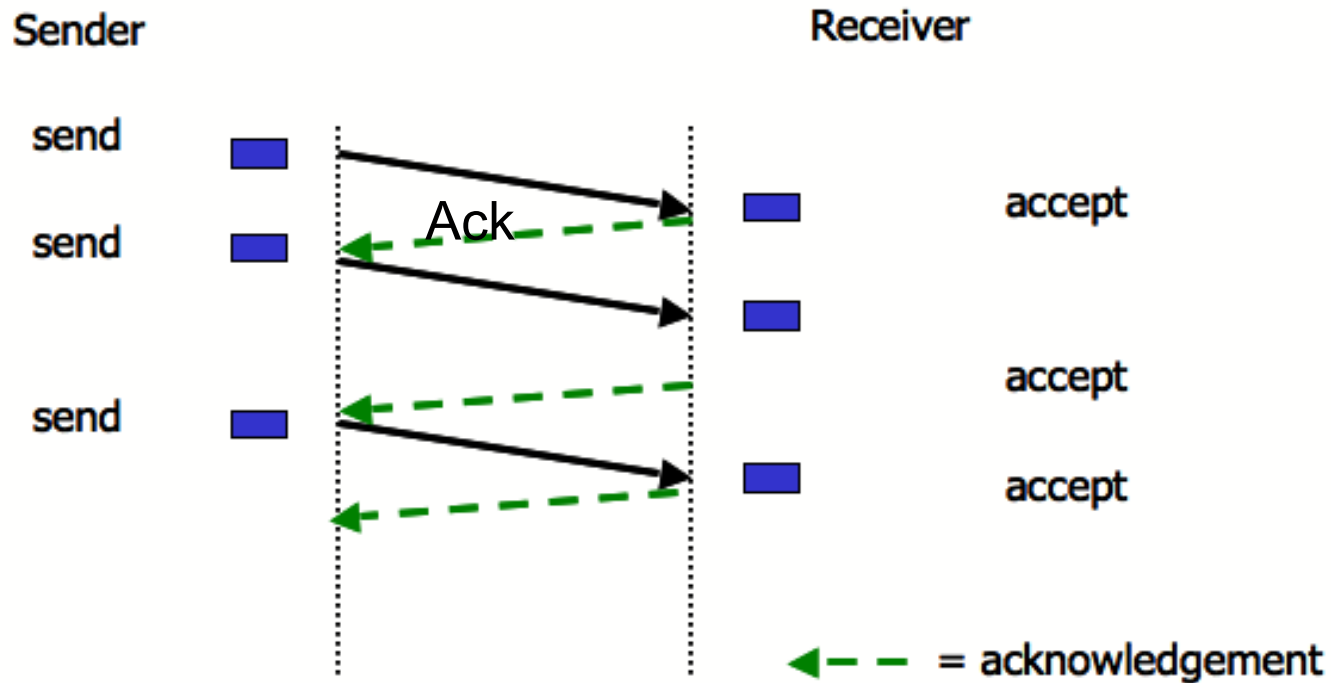 Sender
Receiver
send
accept
Ack
send
accept
send
accept
= acknowledgement